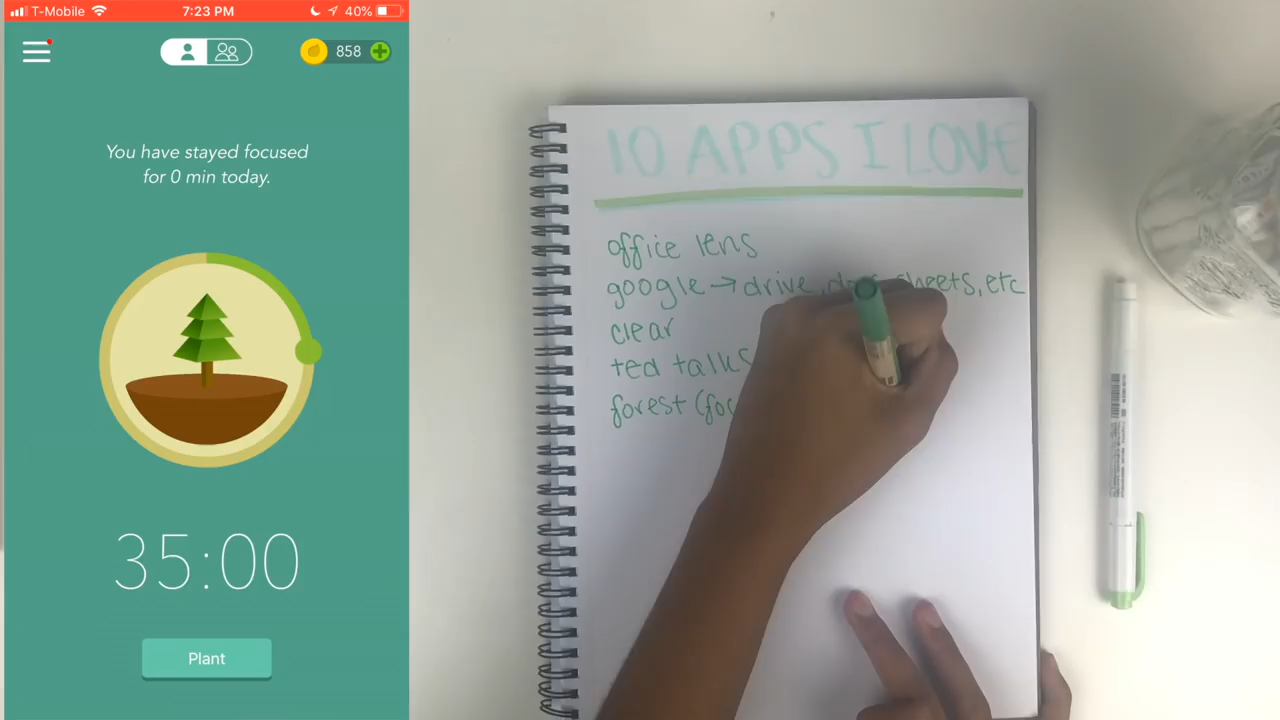 T-Mobile 7:23 PM 40%
858
You have stayed focused
for 0 min today.
35:00
Plant
10 APPS I LOVE
office lens
google → drive, sheets, etc
clear
ted talks
forest